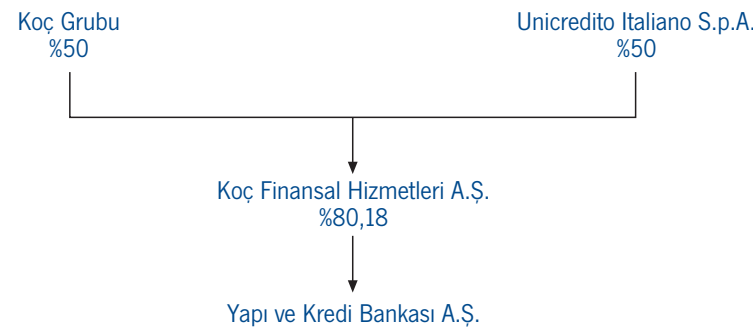 Koç Grubu
%50
Unicredito Italiano S.p.A.
%50
Koç Finansal Hizmetleri A.Ş.
%80,18
Yapı ve Kredi Bankası A.Ş.